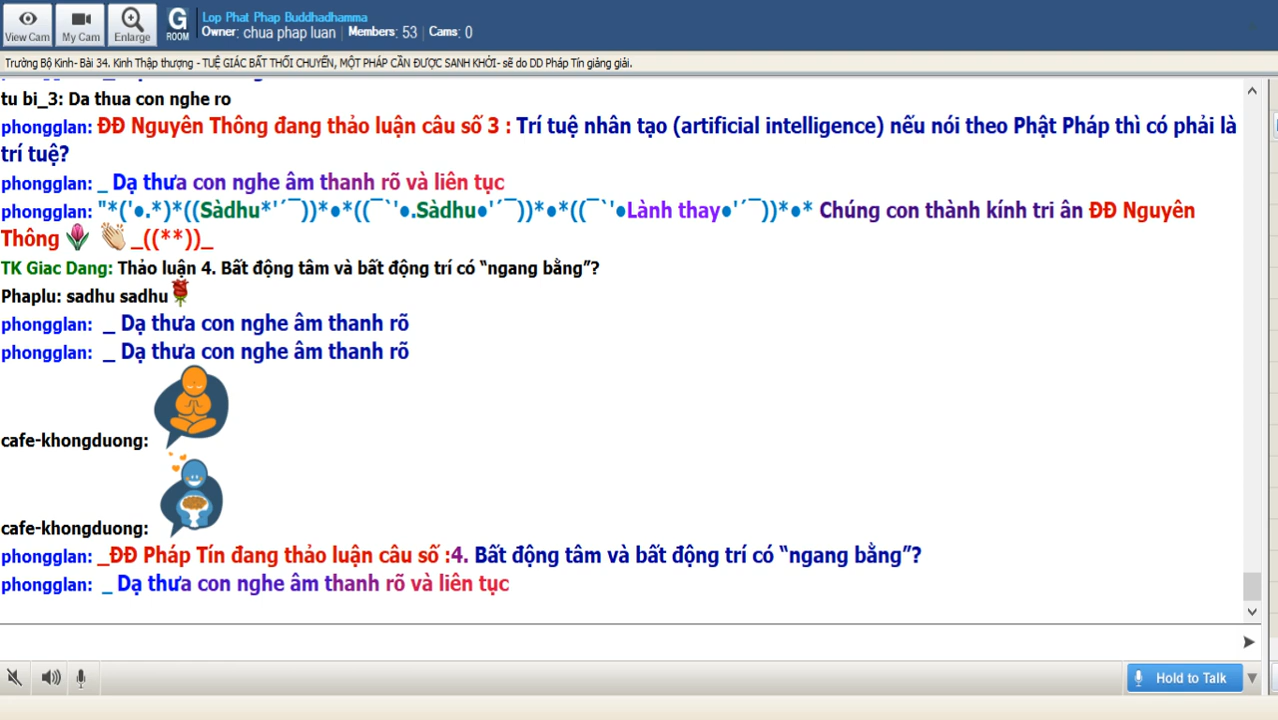 View Cam
My Cam
Enlarge
G
ROOM
Lop Phat Phap Buddhadhamma
Owner: chua phap luan | Members: 53 | Cams: 0
Trường Bộ Kinh- Bài 34. Kinh Thập thượng - TUỆ GIÁC BẤT THỐI CHUYỂN, MỘT PHÁP CẦN ĐƯỢC SANH KHỞI- sẽ do DD Pháp Tín giảng giải.
tu bi_3: Da thua con nghe ro
phongglan: ĐĐ Nguyên Thông đang thảo luận câu số 3 : Trí tuệ nhân tạo (artificial intelligence) nếu nói theo Phật Pháp thì có phải là
trí tuệ?
phongglan: _ Dạ thưa con nghe âm thanh rõ và liên tục
phongglan: "*('●.*)*((Sàdhu*'´¯))*●*((¯`'●.Sàdhu●'´¯))*●*((¯`'●Lành thay●'´¯))*●* Chúng con thành kính tri ân ĐĐ Nguyên
Thông 🌷 👏 _((**))_
TK Giac Dang: Thảo luận 4. Bất động tâm và bất động trí có “ngang bằng”?
Phaplu: sadhu sadhu🌹
phongglan: _ Dạ thưa con nghe âm thanh rõ
phongglan: _ Dạ thưa con nghe âm thanh rõ
cafe-khongduong:
cafe-khongduong:
phongglan: _ĐĐ Pháp Tín đang thảo luận câu số :4. Bất động tâm và bất động trí có “ngang bằng”?
phongglan: _ Dạ thưa con nghe âm thanh rõ và liên tục
Hold to Talk